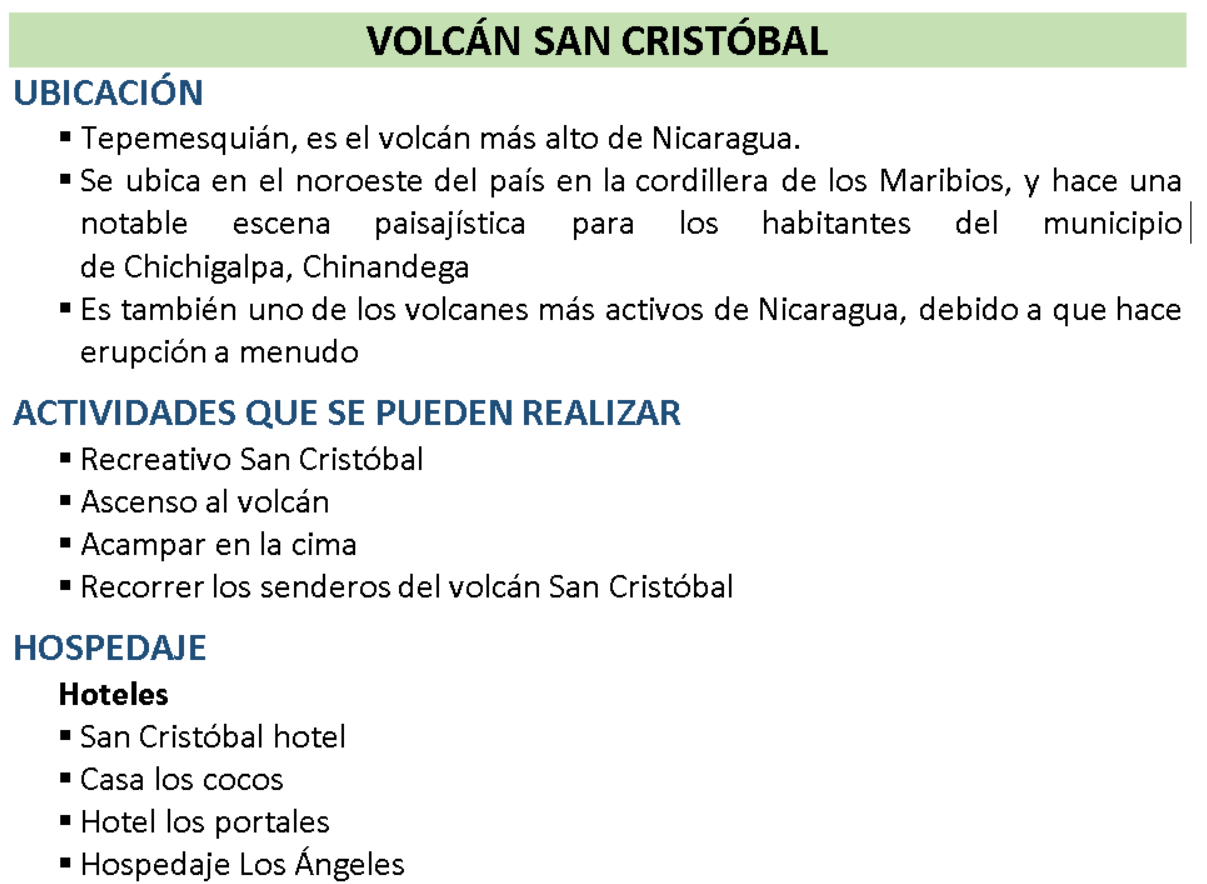 VOLCÁN SAN CRISTÓBAL
UBICACIÓN
▪ Tepemesquián, es el volcán más alto de Nicaragua.
▪ Se ubica en el noroeste del país en la cordillera de los Maribios, y hace una
notable escena paisajística para los habitantes del municipio
de Chichigalpa, Chinandega
▪ Es también uno de los volcanes más activos de Nicaragua, debido a que hace
erupción a menudo
ACTIVIDADES QUE SE PUEDEN REALIZAR
▪ Recreativo San Cristóbal
▪ Ascenso al volcán
▪ Acampar en la cima
▪ Recorrer los senderos del volcán San Cristóbal
HOSPEDAJE
Hoteles
▪ San Cristóbal hotel
▪ Casa los cocos
▪ Hotel los portales
▪ Hospedaje Los Ángeles